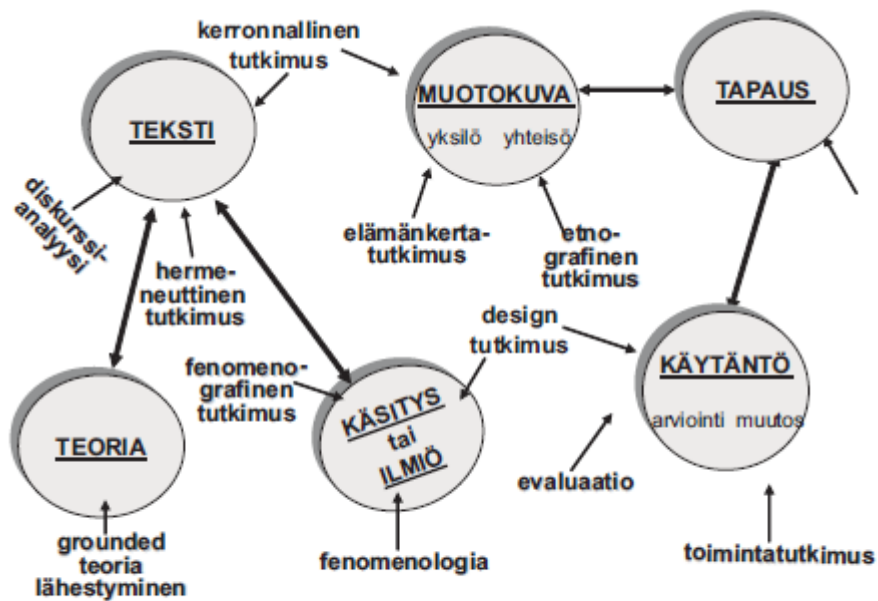 kerronnallinen
tutkimus
TEKSTI
MUOTOKUVA
yksilö yhteisö
TAPAUS
diskurssi-
analyysi
herme-
neuttinen
tutkimus
elämänkerta-
tutkimus
etno-
grafinen
tutkimus
design
tutkimus
fenomeno-
grafinen
tutkimus
TEORIA
KÄSITYS
tai
ILMIÖ
KÄYTÄNTÖ
arviointi muutos
evaluaatio
grounded
teoria
lähestyminen
fenomenologia
toimintatutkimus